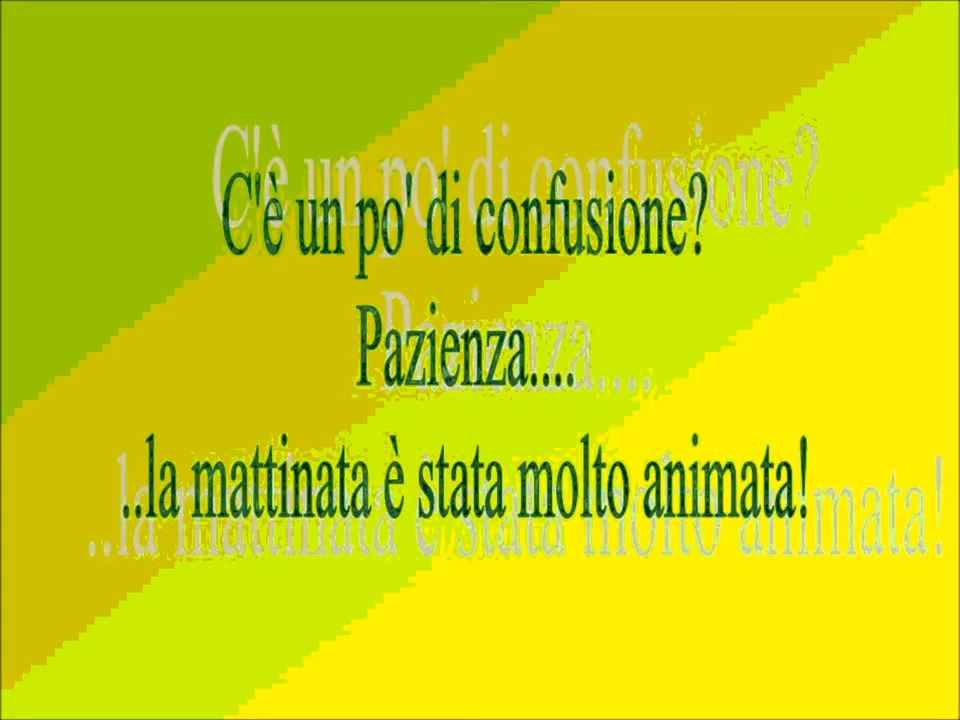 C'è un po' di confusione?
Pazienza....
..la mattinata è stata molto animata!